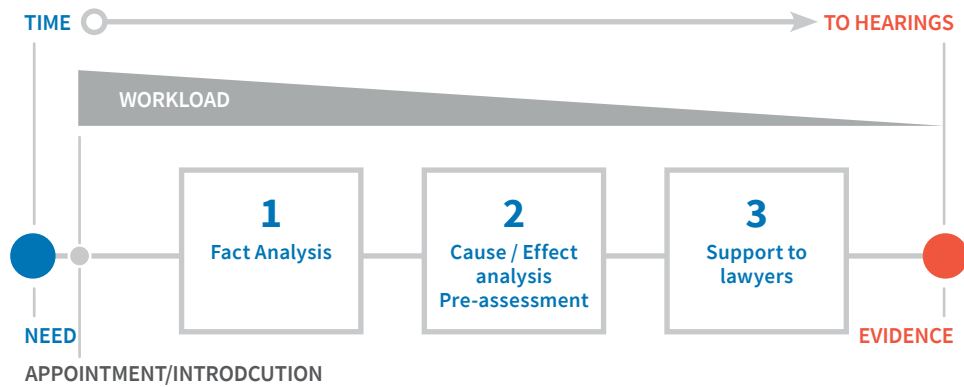 TIME
TO HEARINGS
WORKLOAD
1
Fact Analysis
2
Cause / Effect
analysis
Pre-assessment
3
Support to
lawyers
NEED
EVIDENCE
APPOINTMENT/INTRODCUTION